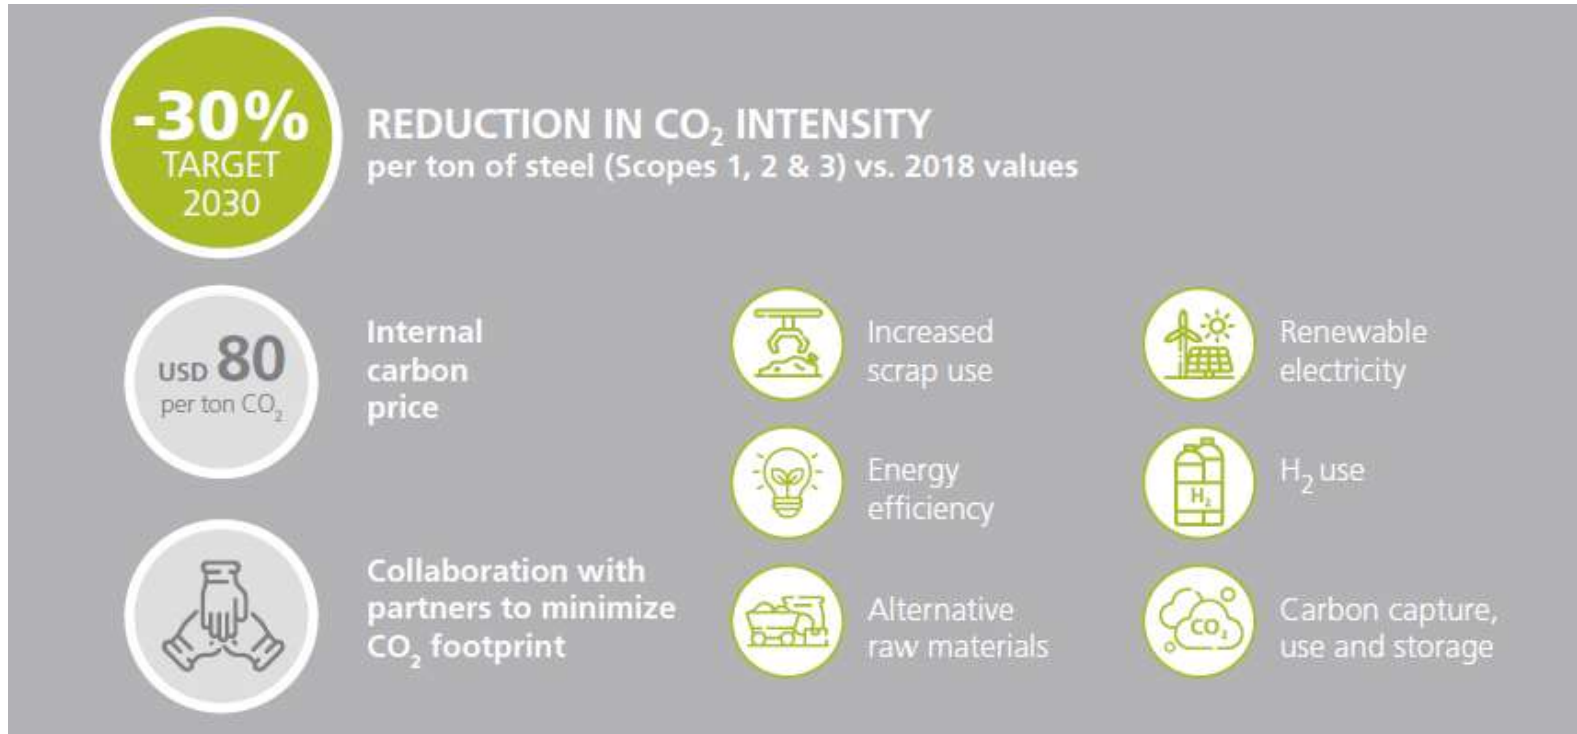 -30%
TARGET
2030
REDUCTION IN CO₂ INTENSITY
per ton of steel (Scopes 1, 2 & 3) vs. 2018 values
USD 80
per ton CO₂
Internal
carbon
price
Collaboration with
partners to minimize
CO₂ footprint
Increased
scrap use
Energy
efficiency
Alternative
raw materials
Renewable
electricity
H₂
H₂ use
CO₂
Carbon capture,
use and storage